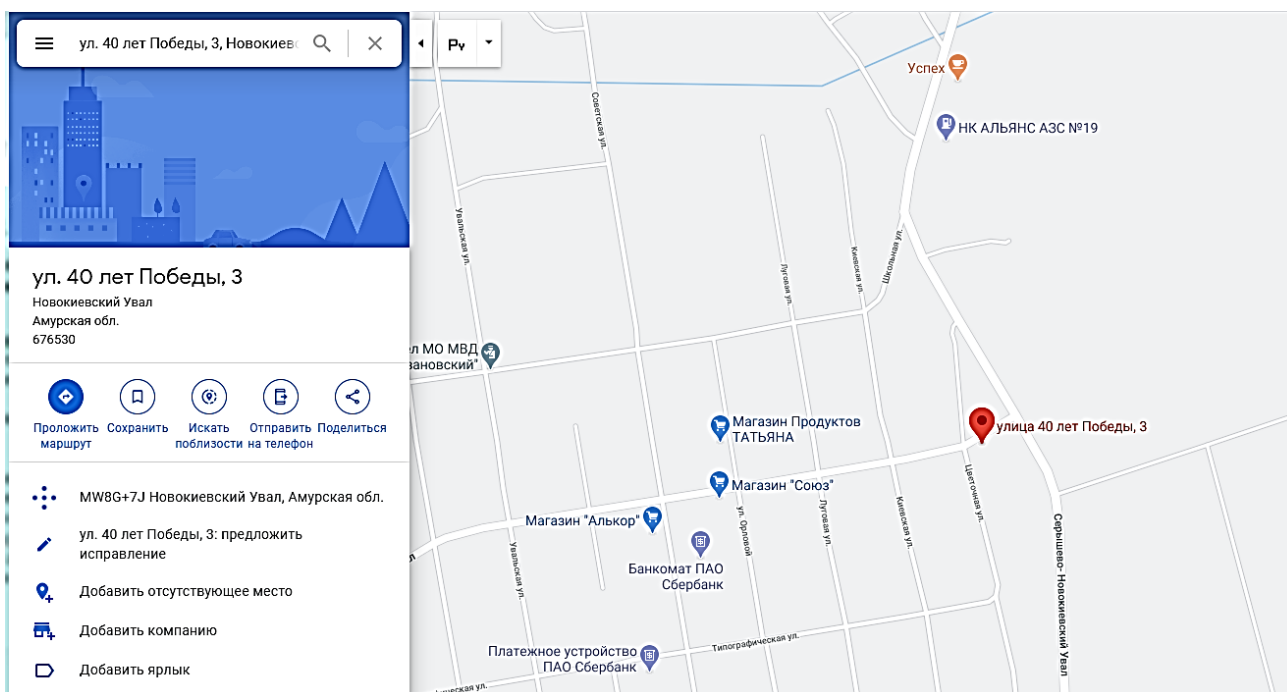 ул. 40 лет Победы, 3, Новокиевс
Ру
ул. 40 лет Победы, 3
Новокиевский Увал
Амурская обл.
676530
Проложить
маршрут
Сохранить
Искать
поблизости
Отправить
на телефон
Поделиться
MW8G+7J Новокиевский Увал, Амурская обл.
ул. 40 лет Победы, 3: предложить
исправление
Добавить отсутствующее место
Добавить компанию
Добавить ярлык
Успех
НК АЛЬЯНС АЗС №19
Советская ул.
Увальская ул.
Луговая ул.
Киевская ул.
Школьная ул.
ел МО МВД
зановский"
Магазин Продуктов
ТАТЬЯНА
улица 40 лет Победы, 3
Магазин "Союз"
Магазин "Алькор"
Увальская ул.
ул. Орловой
Луговая ул.
Киевская ул.
Цветочная ул.
Банкомат ПАО
Сбербанк
Серышево- Новокиевский Увал
Типографическая ул.
Платежное устройство
ПАО Сбербанк
ическая ул.